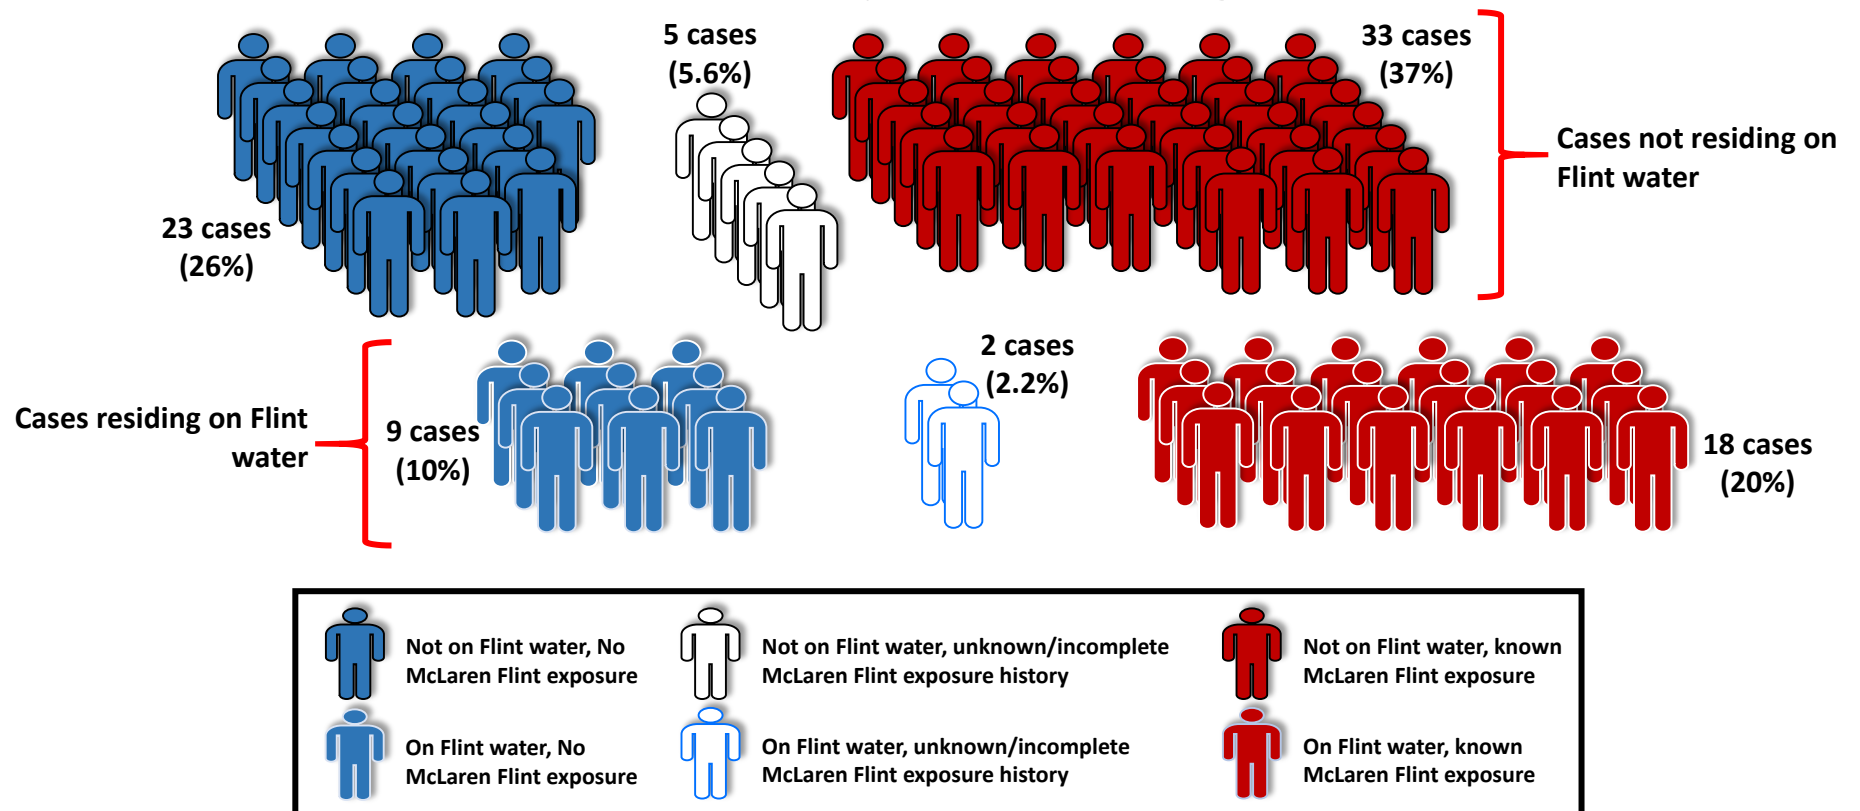 5 cases
(5.6%)
33 cases
(37%)
Cases not residing on
Flint water
23 cases
(26%)
2 cases
(2.2%)
Cases residing on Flint
water
9 cases
(10%)
18 cases
(20%)
Not on Flint water, No
McLaren Flint exposure
Not on Flint water, unknown/incomplete
McLaren Flint exposure history
Not on Flint water, known
McLaren Flint exposure
On Flint water, No
McLaren Flint exposure
On Flint water, unknown/incomplete
McLaren Flint exposure history
On Flint water, known
McLaren Flint exposure